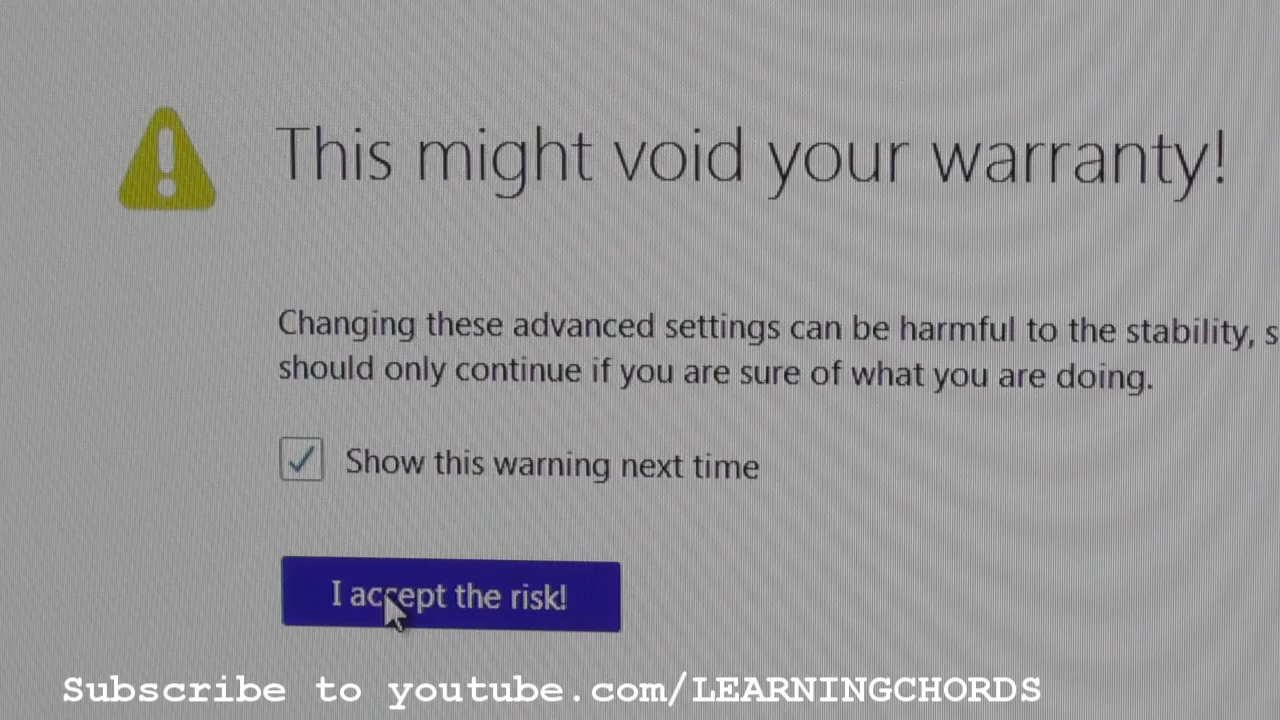 This might void your warranty!
Changing these advanced settings can be harmful to the stability,
should only continue if you are sure of what you are doing.
Show this warning next time
I accept the risk!
Subscribe to youtube.com/LEARNINGCHORDS